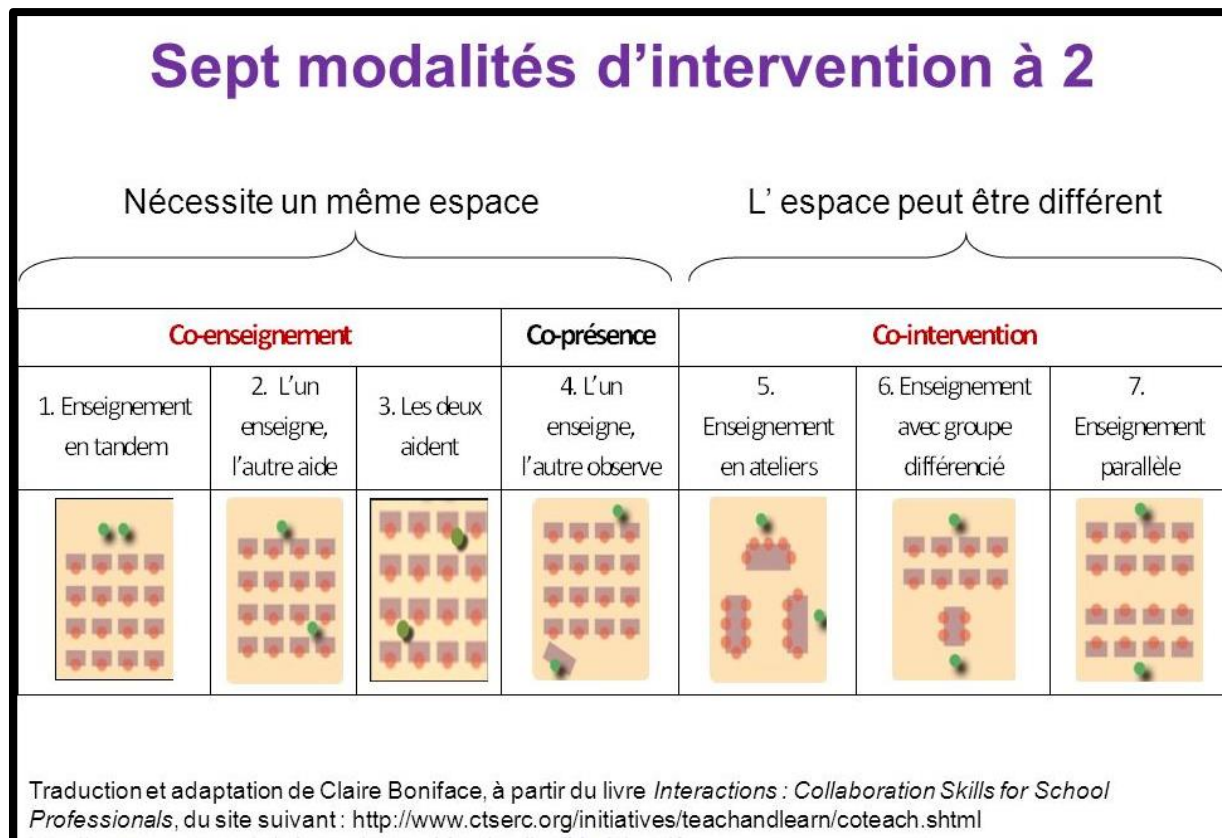 Sept modalités d’intervention à 2
Nécessite un même espace
L’ espace peut être différent
Co-enseignement
Co-présence
Co-intervention
1. Enseignement
en tandem
2. L’un
enseigne,
l’autre aide
3. Les deux
aident
4. L’un
enseigne,
l’autre observe
5.
Enseignement
en ateliers
6. Enseignement
avec groupe
différencié
7.
Enseignement
parallèle
Traduction et adaptation de Claire Boniface, à partir du livre Interactions : Collaboration Skills for School
Professionals, du site suivant : http://www.ctserc.org/initiatives/teachandlearn/coteach.shtml